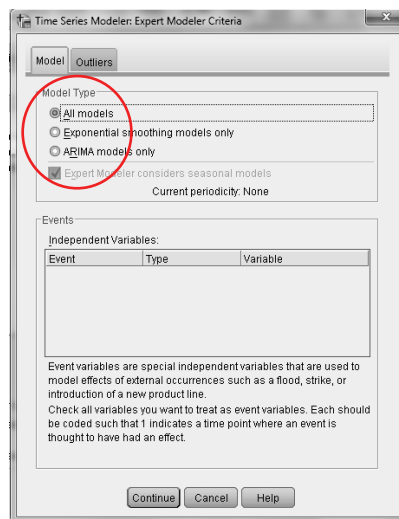 Time Series Modeler: Expert Modeler Criteria
Model Outliers
Model Type
All models
Exponential smoothing models only
ARIMA models only
Expert Modeler considers seasonal models
Current periodicity: None
Events
Independent Variables:
Event Type Variable
Event variables are special independent variables that are used to
model effects of external occurrences such as a flood, strike, or
introduction of a new product line.
Check all variables you want to treat as event variables. Each should
be coded such that 1 indicates a time point where an event is
thought to have had an effect.
Continue Cancel Help